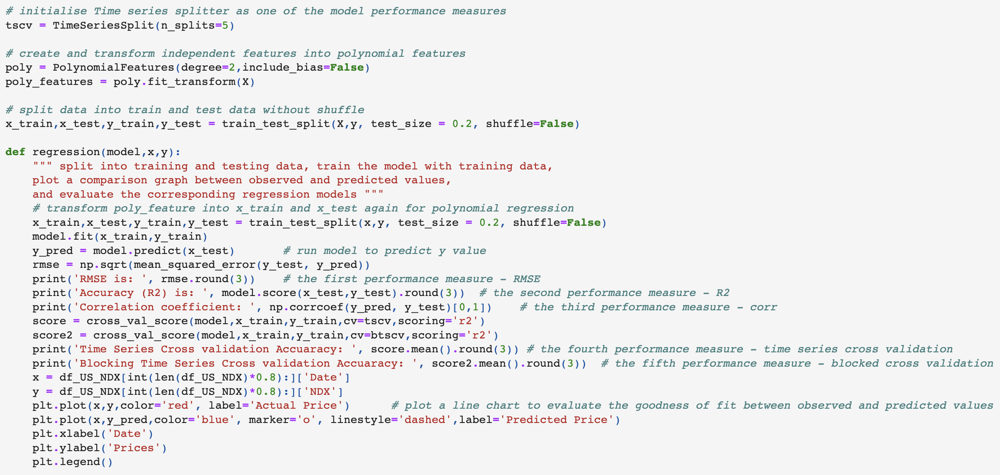 # initialise Time series splitter as one of the model performance measures
tscv = TimeSeriesSplit(n_splits=5)
# create and transform independent features into polynomial features
poly = PolynomialFeatures(degree=2,include_bias=False)
poly_features = poly.fit_transform(X)
# split data into train and test data without shuffle
x_train,x_test,y_train,y_test = train_test_split(X,y, test_size = 0.2, shuffle=False)
def regression(model,x,y):
    """ split into training and testing data, train the model with training data,
    plot a comparison graph between observed and predicted values,
    and evaluate the corresponding regression models """
    # transform poly_feature into x_train and x_test again for polynomial regression
    x_train,x_test,y_train,y_test = train_test_split(x,y, test_size = 0.2, shuffle=False)
    model.fit(x_train,y_train)
    y_pred = model.predict(x_test)       # run model to predict y value
    rmse = np.sqrt(mean_squared_error(y_test, y_pred))
    print('RMSE is: ', rmse.round(3))    # the first performance measure - RMSE
    print('Accuracy (R2) is: ', model.score(x_test,y_test).round(3))  # the second performance measure - R2
    print('Correlation coefficient: ', np.corrcoef(y_pred, y_test)[0,1])    # the third performance measure - corr
    score = cross_val_score(model,x_train,y_train,cv=tscv,scoring='r2')
    score2 = cross_val_score(model,x_train,y_train,cv=btscv,scoring='r2')
    print('Time Series Cross validation Accuaracy: ', score.mean().round(3)) # the fourth performance measure - time series cross validation
    print('Blocking Time Series Cross validation Accuaracy: ', score2.mean().round(3))  # the fifth performance measure - blocked cross validation
    x = df_US_NDX[int(len(df_US_NDX)*0.8):]['Date']
    y = df_US_NDX[int(len(df_US_NDX)*0.8):]['NDX']
    plt.plot(x,y,color='red', label='Actual Price')      # plot a line chart to evaluate the goodness of fit between observed and predicted values
    plt.plot(x,y_pred,color='blue', marker='o', linestyle='dashed',label='Predicted Price')
    plt.xlabel('Date')
    plt.ylabel('Prices')
    plt.legend()